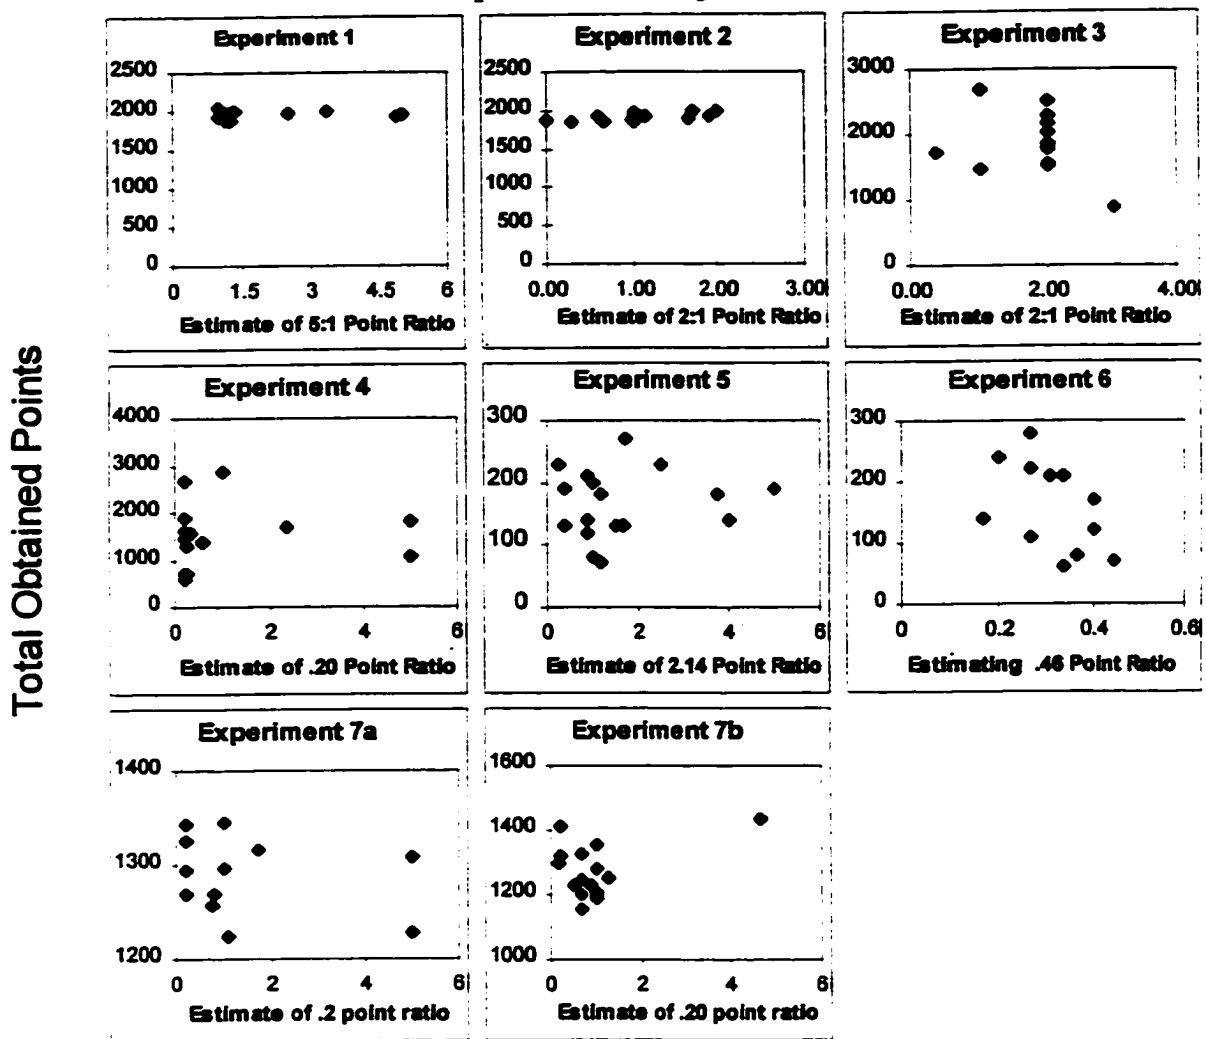 Total Obtained Points
Experiment 1
2500
2000
1500
1000
500
0
0 1.5 3 4.5 6
Estimate of 5:1 Point Ratio
Experiment 2
2500
2000
1500
1000
500
0
0.00 1.00 2.00 3.00
Estimate of 2:1 Point Ratio
Experiment 3
3000
2000
1000
0
0.00 2.00 4.00
Estimate of 2:1 Point Ratio
Experiment 4
4000
3000
2000
1000
0
0 2 4 6
Estimate of .20 Point Ratio
Experiment 5
300
200
100
0
0 2 4 6
Estimate of 2.14 Point Ratio
Experiment 6
300
200
100
0
0 0.2 0.4 0.6
Estimating .46 Point Ratio
Experiment 7a
1400
1300
1200
0 2 4 6
Estimate of .2 point ratio
Experiment 7b
1600
1400
1200
1000
0 2 4 6
Estimate of .20 point ratio